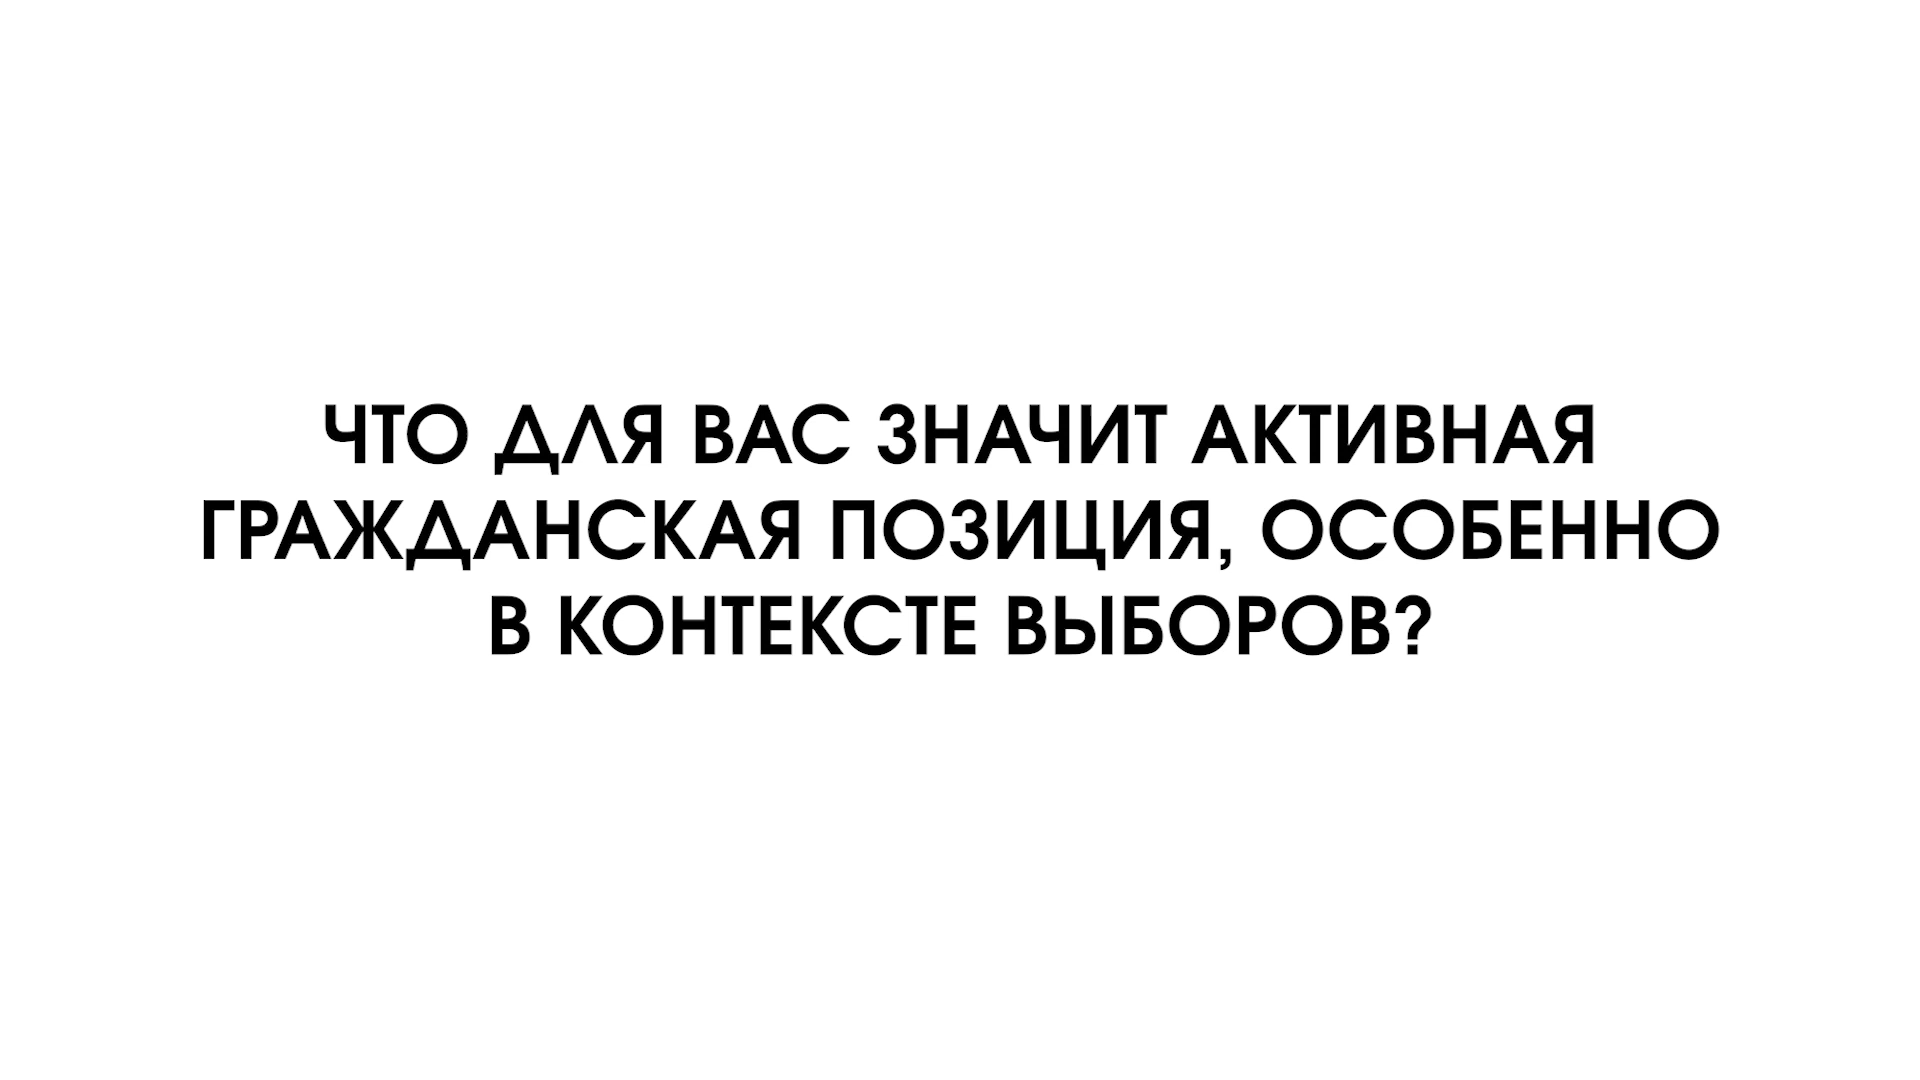 ЧТО ДЛЯ ВАС ЗНАЧИТ АКТИВНАЯ
ГРАЖДАНСКАЯ ПОЗИЦИЯ, ОСОБЕННО
В КОНТЕКСТЕ ВЫБОРОВ?